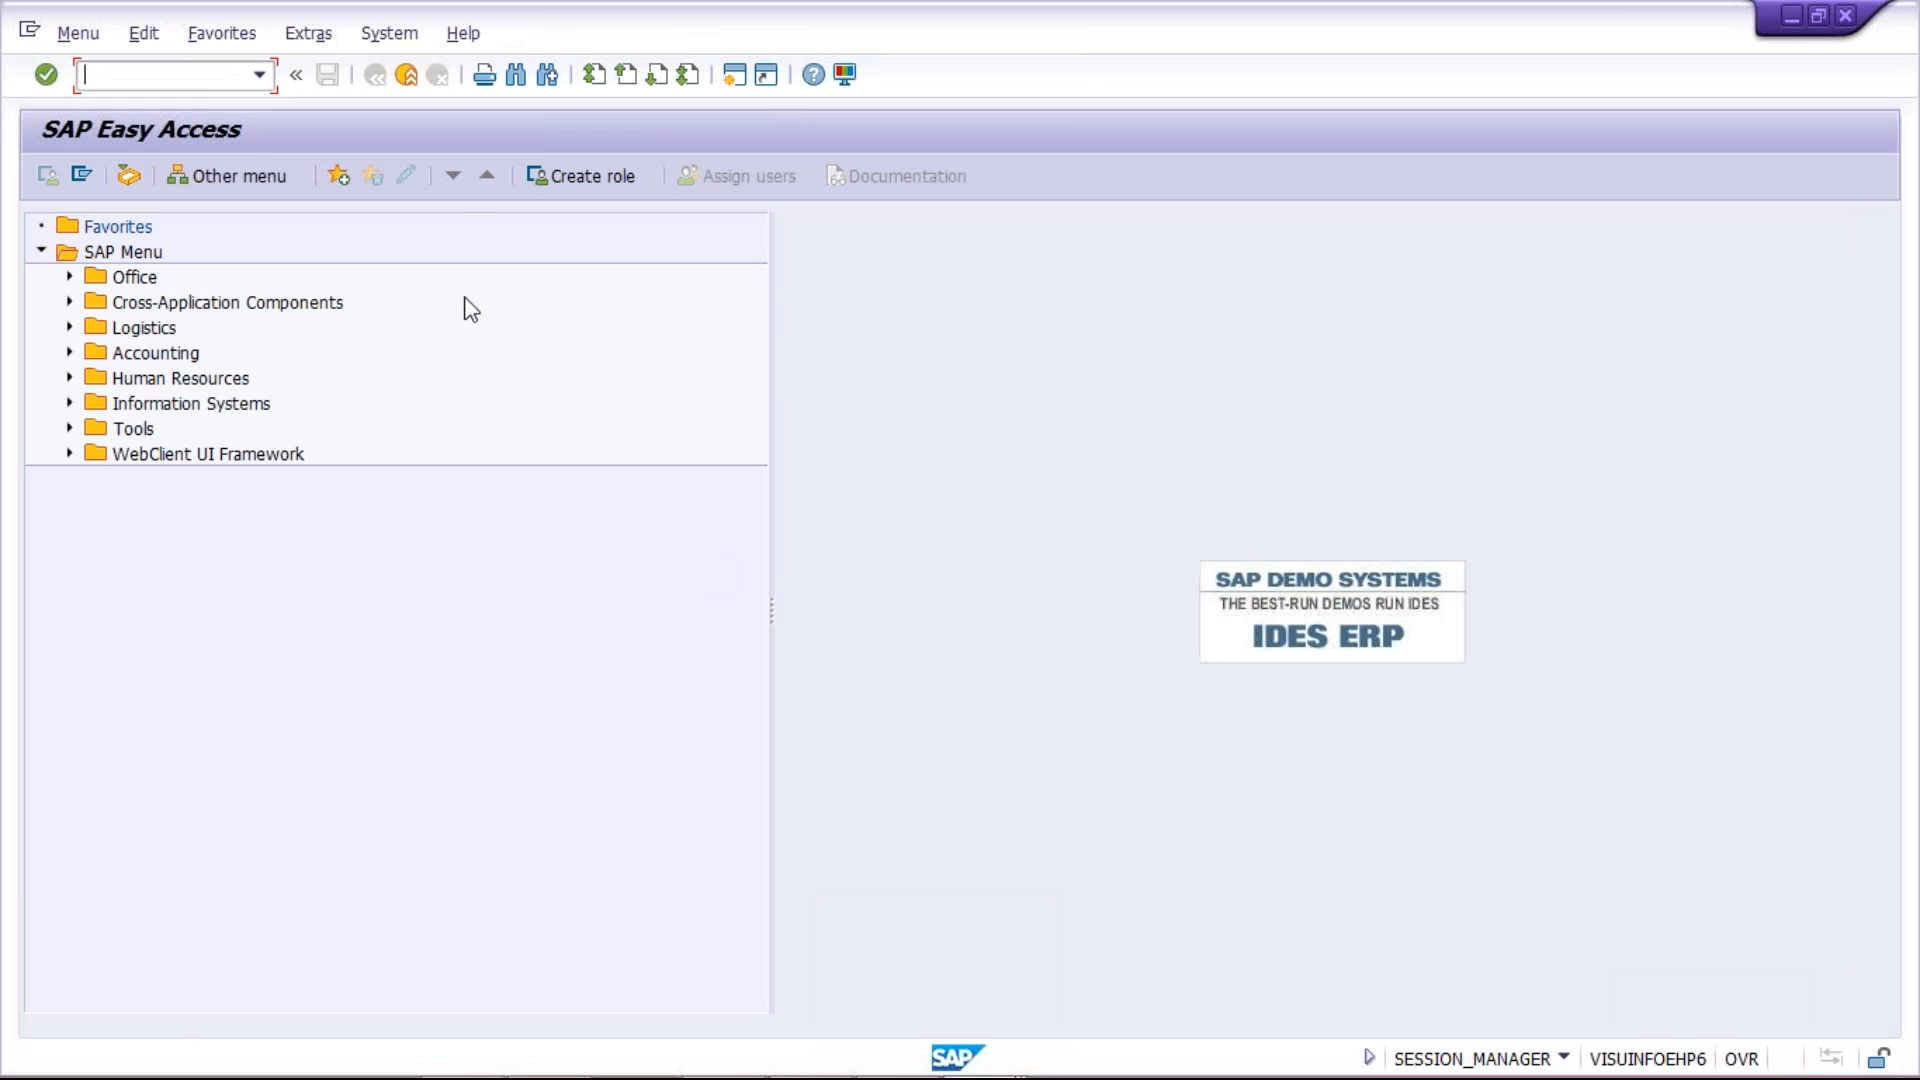 Menu Edit Favorites Extras System Help
SAP Easy Access
Other menu Create role Assign users Documentation
Favorites
SAP Menu
Office
Cross-Application Components
Logistics
Accounting
Human Resources
Information Systems
Tools
WebClient UI Framework
SAP DEMO SYSTEMS
THE BEST-RUN DEMOS RUN IDES
IDES ERP
SAP SESSION_MANAGER VISUINFOEHP6 OVR